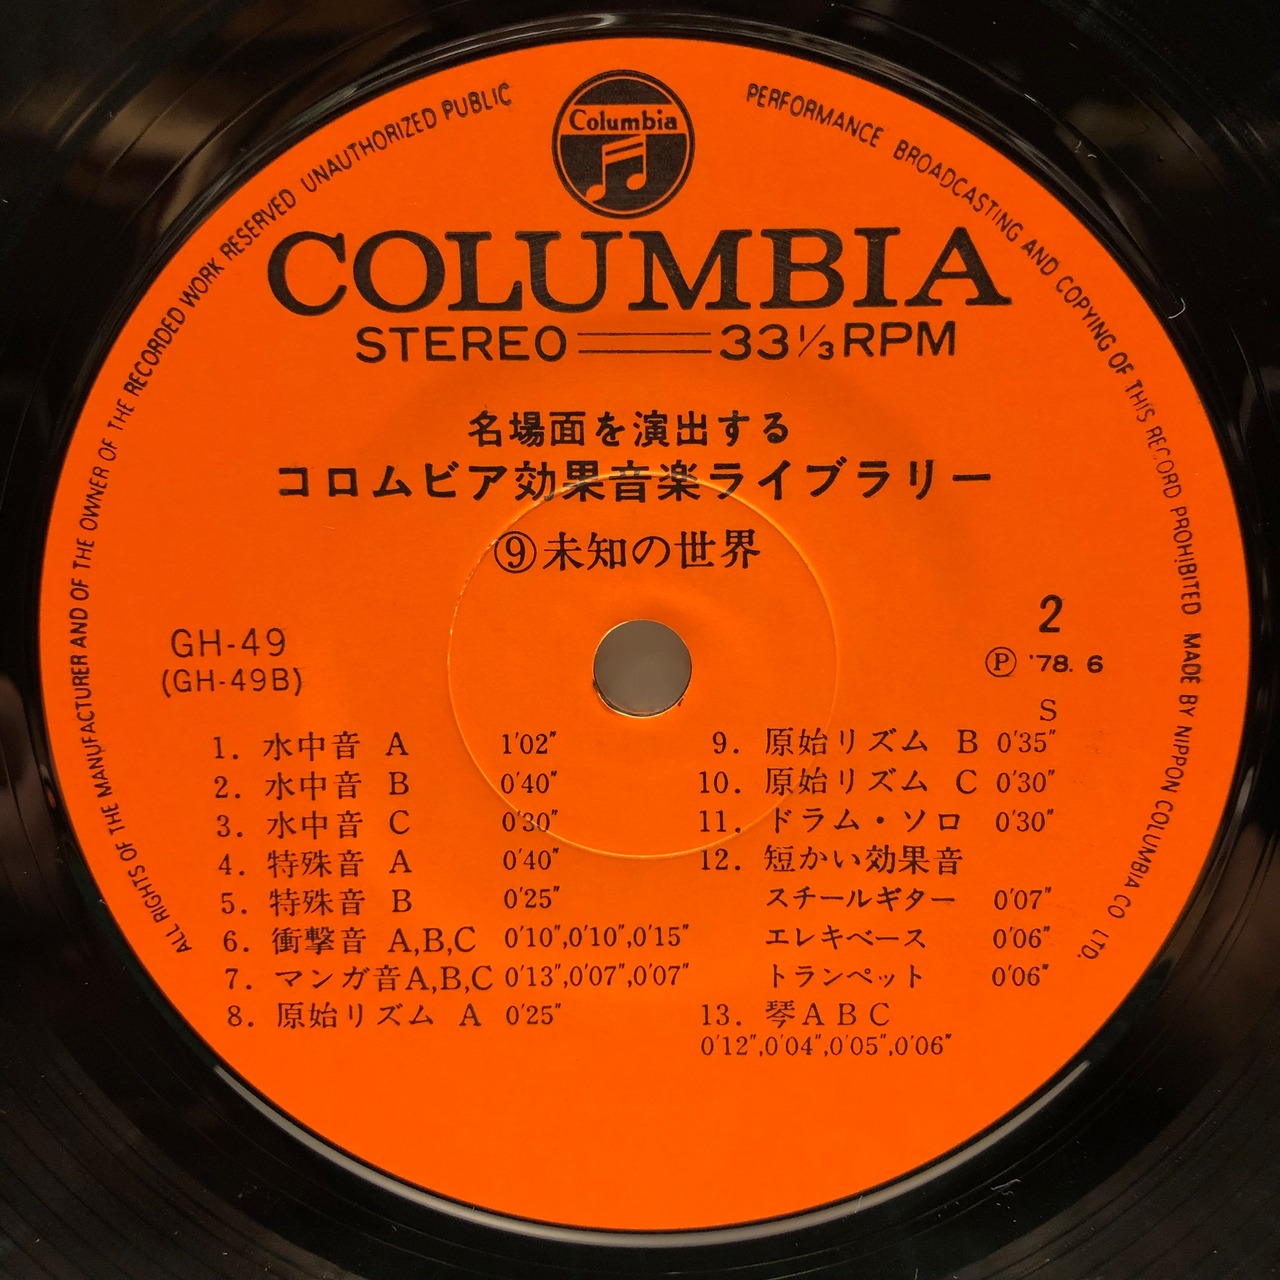 Columbia
COLUMBIA
STEREO 33⅓RPM
名場面を演出する
コロムビア効果音楽ライブラリー
⑨未知の世界
GH-49
(GH-49B)
2
Ⓟ '78. 6
S
1. 水中音 A 1'02"
2. 水中音 B 0'40"
3. 水中音 C 0'30"
4. 特殊音 A 0'40"
5. 特殊音 B 0'25"
6. 衝撃音 A,B,C 0'10",0'10",0'15"
7. マンガ音A,B,C 0'13",0'07",0'07"
8. 原始リズム A 0'25"
9. 原始リズム B 0'35"
10. 原始リズム C 0'30"
11. ドラム・ソロ 0'30"
12. 短かい効果音
スチールギター 0'07"
エレキベース 0'06"
トランペット 0'06"
13. 琴A B C
0'12",0'04",0'05",0'06"
ALL RIGHTS OF THE MANUFACTURER AND OF THE OWNER OF THE RECORDED WORK RESERVED UNAUTHORIZED PUBLIC PERFORMANCE BROADCASTING AND COPYING OF THIS RECORD PROHIBITED MADE BY NIPPON COLUMBIA CO. LTD.